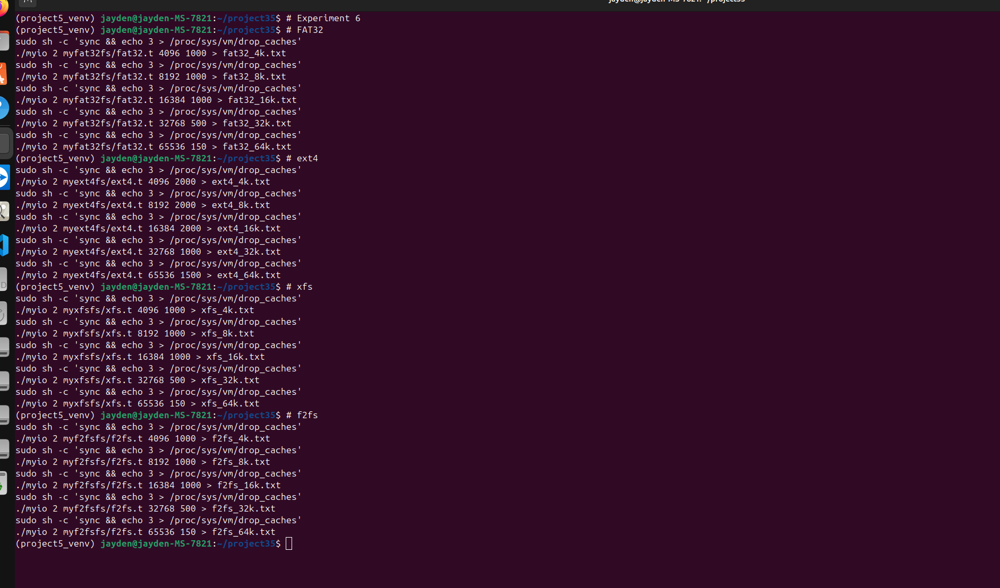 jayden@jayden-MS-7821: ~/project35
(project5_venv) jayden@jayden-MS-7821:~/project35$ # Experiment 6
(project5_venv) jayden@jayden-MS-7821:~/project35$ # FAT32
sudo sh -c 'sync && echo 3 > /proc/sys/vm/drop_caches'
./myio 2 myfat32fs/fat32.t 4096 1000 > fat32_4k.txt
sudo sh -c 'sync && echo 3 > /proc/sys/vm/drop_caches'
./myio 2 myfat32fs/fat32.t 8192 1000 > fat32_8k.txt
sudo sh -c 'sync && echo 3 > /proc/sys/vm/drop_caches'
./myio 2 myfat32fs/fat32.t 16384 1000 > fat32_16k.txt
sudo sh -c 'sync && echo 3 > /proc/sys/vm/drop_caches'
./myio 2 myfat32fs/fat32.t 32768 500 > fat32_32k.txt
sudo sh -c 'sync && echo 3 > /proc/sys/vm/drop_caches'
./myio 2 myfat32fs/fat32.t 65536 150 > fat32_64k.txt
(project5_venv) jayden@jayden-MS-7821:~/project35$ # ext4
sudo sh -c 'sync && echo 3 > /proc/sys/vm/drop_caches'
./myio 2 myext4fs/ext4.t 4096 2000 > ext4_4k.txt
sudo sh -c 'sync && echo 3 > /proc/sys/vm/drop_caches'
./myio 2 myext4fs/ext4.t 8192 2000 > ext4_8k.txt
sudo sh -c 'sync && echo 3 > /proc/sys/vm/drop_caches'
./myio 2 myext4fs/ext4.t 16384 2000 > ext4_16k.txt
sudo sh -c 'sync && echo 3 > /proc/sys/vm/drop_caches'
./myio 2 myext4fs/ext4.t 32768 1000 > ext4_32k.txt
sudo sh -c 'sync && echo 3 > /proc/sys/vm/drop_caches'
./myio 2 myext4fs/ext4.t 65536 1500 > ext4_64k.txt
(project5_venv) jayden@jayden-MS-7821:~/project35$ # xfs
sudo sh -c 'sync && echo 3 > /proc/sys/vm/drop_caches'
./myio 2 myxfsfs/xfs.t 4096 1000 > xfs_4k.txt
sudo sh -c 'sync && echo 3 > /proc/sys/vm/drop_caches'
./myio 2 myxfsfs/xfs.t 8192 1000 > xfs_8k.txt
sudo sh -c 'sync && echo 3 > /proc/sys/vm/drop_caches'
./myio 2 myxfsfs/xfs.t 16384 1000 > xfs_16k.txt
sudo sh -c 'sync && echo 3 > /proc/sys/vm/drop_caches'
./myio 2 myxfsfs/xfs.t 32768 500 > xfs_32k.txt
sudo sh -c 'sync && echo 3 > /proc/sys/vm/drop_caches'
./myio 2 myxfsfs/xfs.t 65536 150 > xfs_64k.txt
(project5_venv) jayden@jayden-MS-7821:~/project35$ # f2fs
sudo sh -c 'sync && echo 3 > /proc/sys/vm/drop_caches'
./myio 2 myf2fsfs/f2fs.t 4096 1000 > f2fs_4k.txt
sudo sh -c 'sync && echo 3 > /proc/sys/vm/drop_caches'
./myio 2 myf2fsfs/f2fs.t 8192 1000 > f2fs_8k.txt
sudo sh -c 'sync && echo 3 > /proc/sys/vm/drop_caches'
./myio 2 myf2fsfs/f2fs.t 16384 1000 > f2fs_16k.txt
sudo sh -c 'sync && echo 3 > /proc/sys/vm/drop_caches'
./myio 2 myf2fsfs/f2fs.t 32768 500 > f2fs_32k.txt
sudo sh -c 'sync && echo 3 > /proc/sys/vm/drop_caches'
./myio 2 myf2fsfs/f2fs.t 65536 150 > f2fs_64k.txt
(project5_venv) jayden@jayden-MS-7821:~/project35$